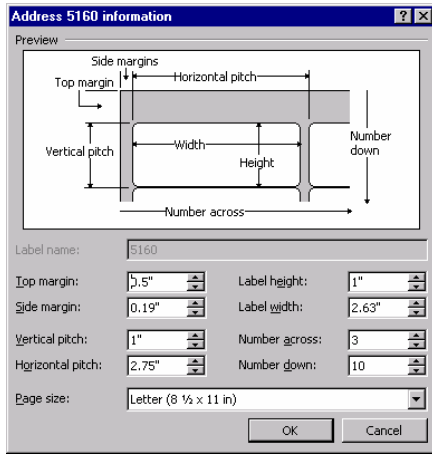 Address 5160 information
Preview
Side margins
Top margin
Horizontal pitch
Vertical pitch
Width
Height
Number down
Number across
Label name: 5160
Top margin: 0.5" Label height: 1"
Side margin: 0.19" Label width: 2.63"
Vertical pitch: 1" Number across: 3
Horizontal pitch: 2.75" Number down: 10
Page size: Letter (8 ½ x 11 in)
OK Cancel